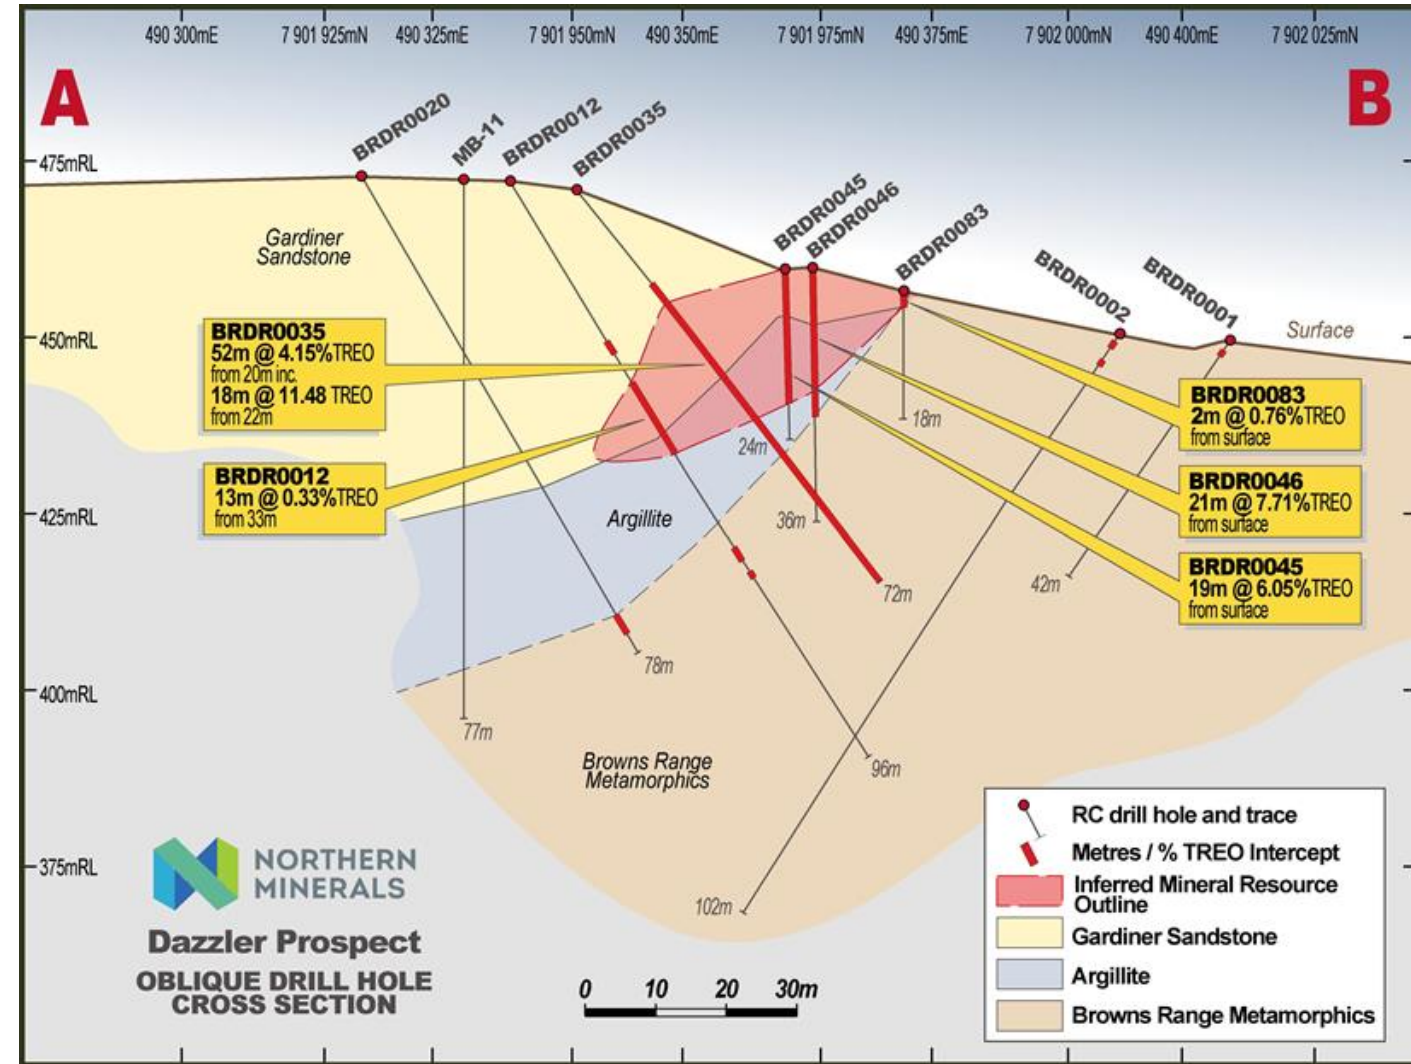 490 300mE
7 901 925mN
490 325mE
7 901 950mN
490 350mE
7 901 975mN
490 375mE
7 902 000mN
490 400mE
7 902 025mN
A
B
BRDR0020
MB-11
BRDR0012
BRDR0035
BRDR0045
BRDR0046
BRDR0083
BRDR0002
BRDR0001
475mRL
450mRL
425mRL
400mRL
375mRL
Gardiner
Sandstone
Surface
BRDR0035
52m @ 4.15%TREO
from 20m inc.
18m @ 11.48 TREO
from 22m
BRDR0012
13m @ 0.33%TREO
from 33m
BRDR0083
2m @ 0.76%TREO
from surface
BRDR0046
21m @ 7.71%TREO
from surface
BRDR0045
19m @ 6.05%TREO
from surface
18m
24m
36m
42m
72m
78m
77m
96m
102m
Argillite
Browns Range
Metamorphics
NORTHERN
MINERALS
Dazzler Prospect
OBLIQUE DRILL HOLE
CROSS SECTION
0 10 20 30m
RC drill hole and trace
Metres / % TREO Intercept
Inferred Mineral Resource
Outline
Gardiner Sandstone
Argillite
Browns Range Metamorphics